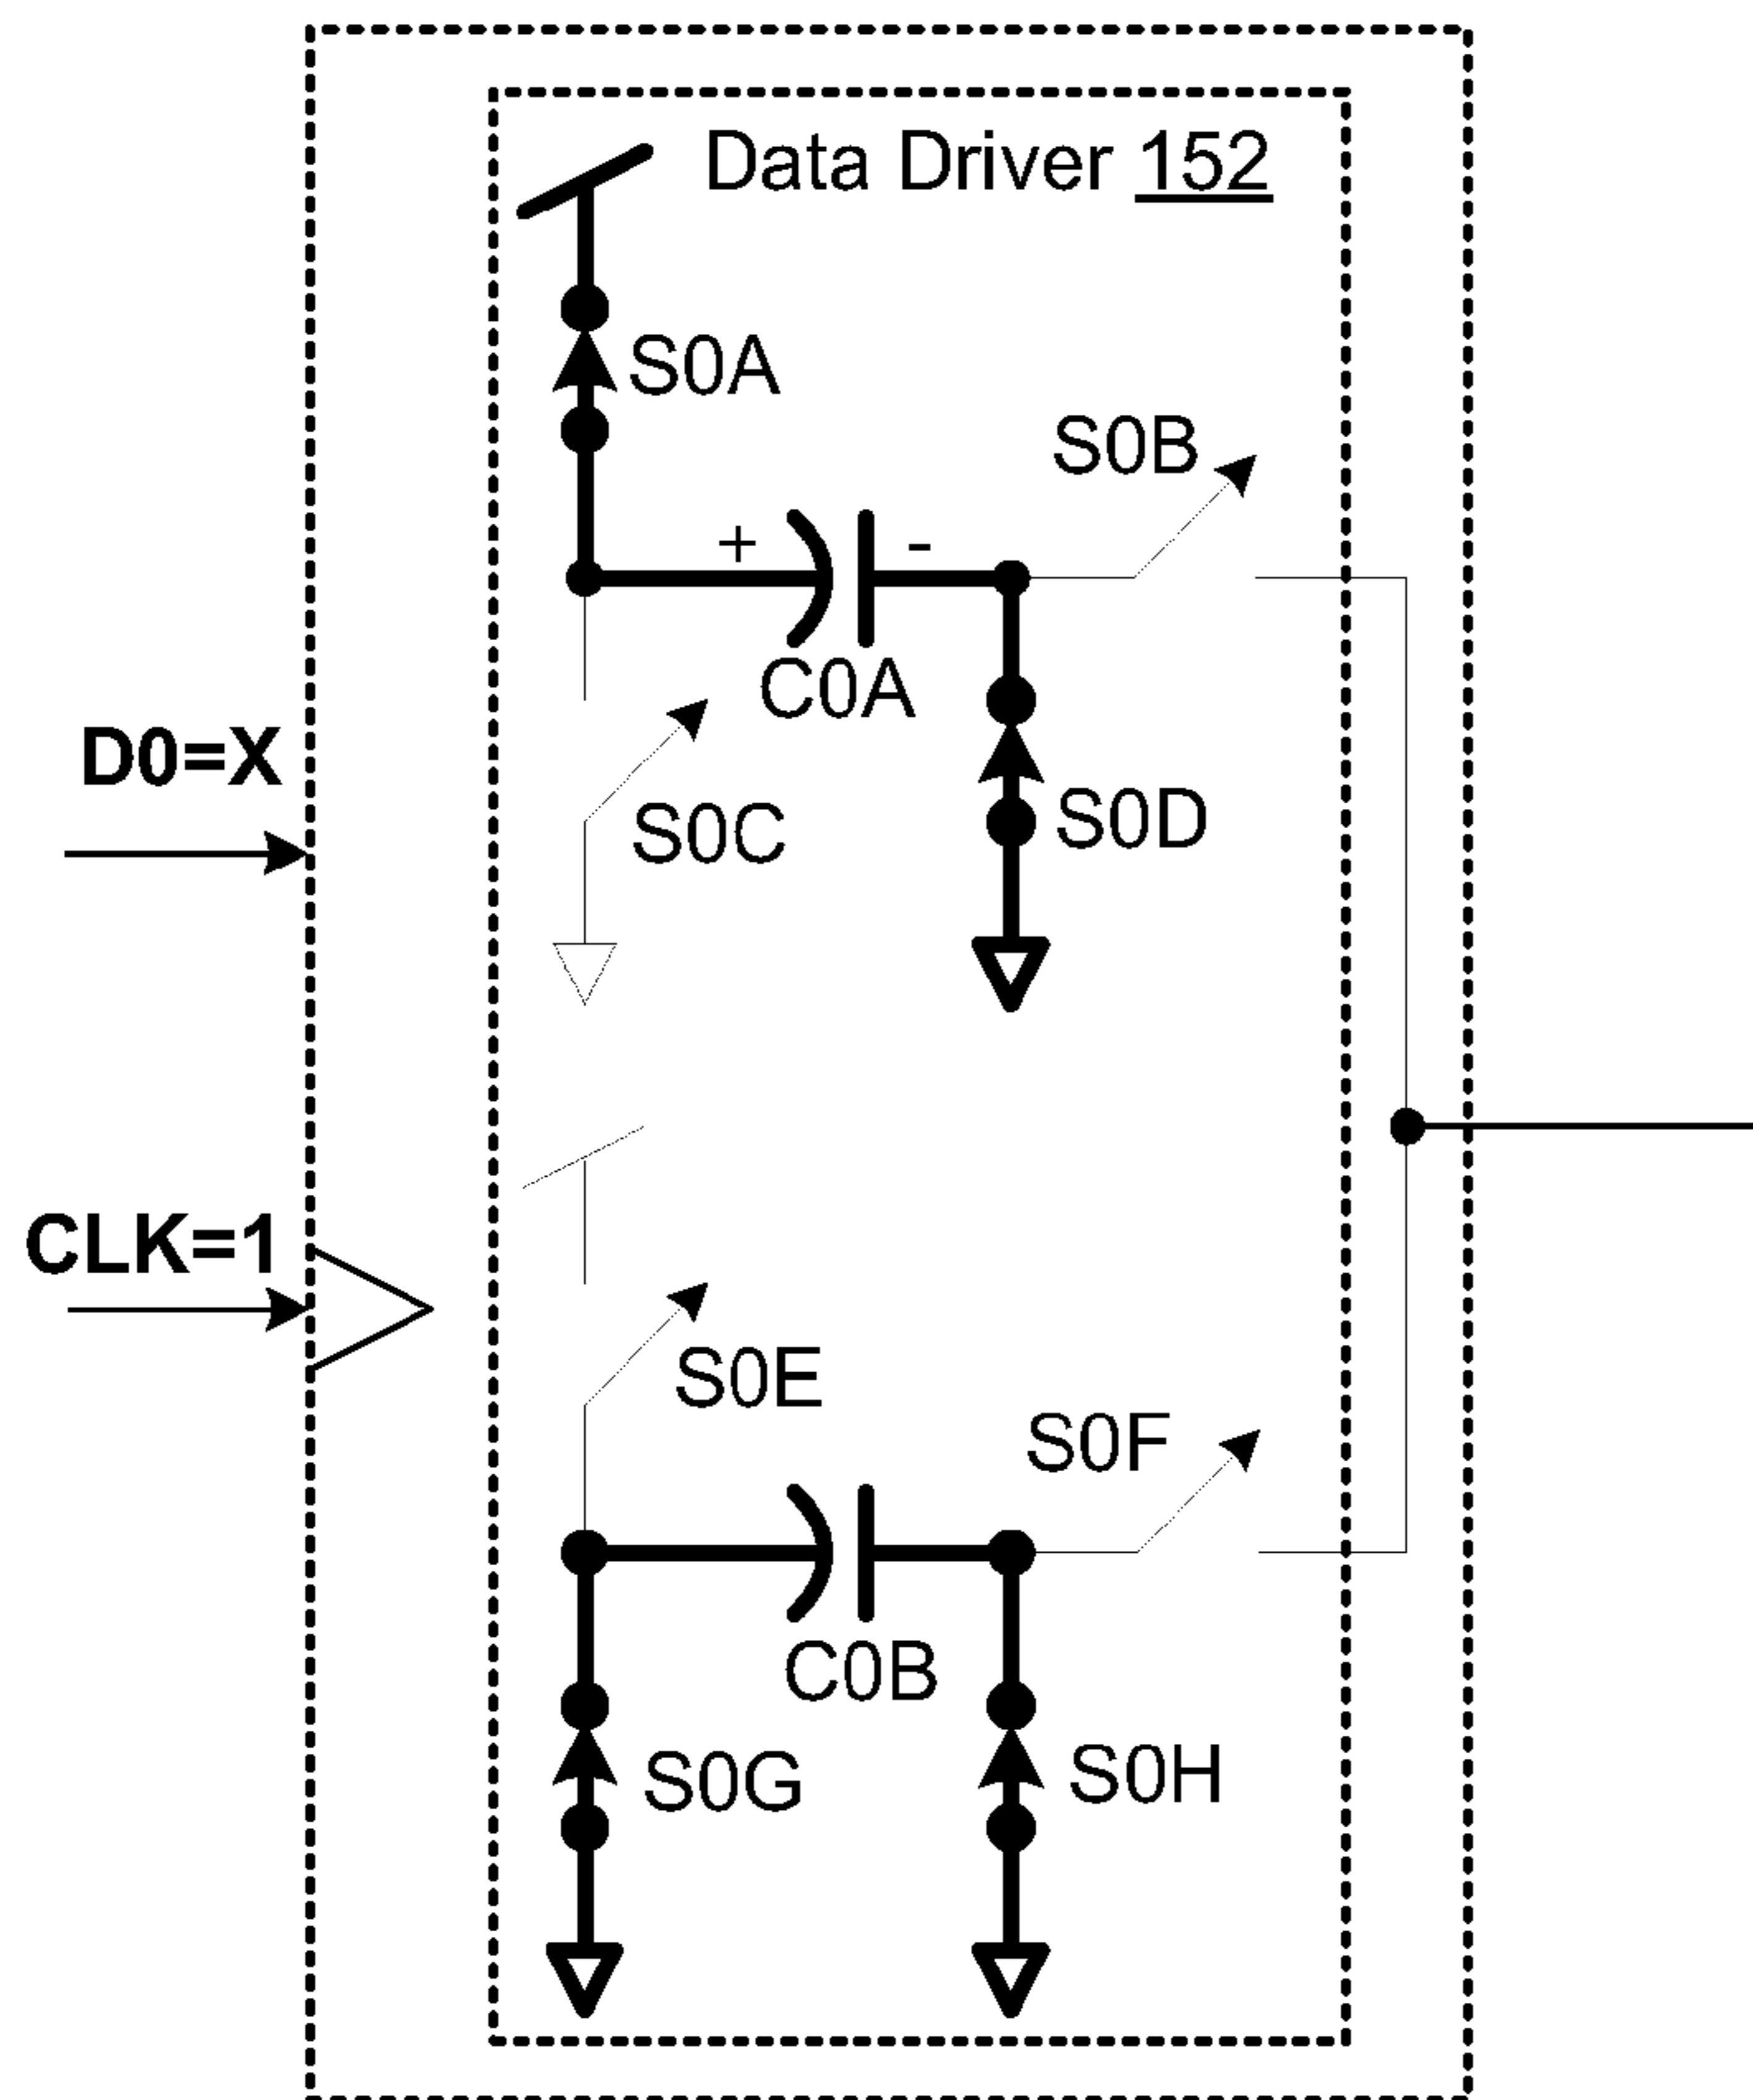 Data Driver 152
S0A
S0B
+ -
C0A
D0=X
S0C
S0D
CLK=1
S0E
S0F
C0B
S0G
S0H